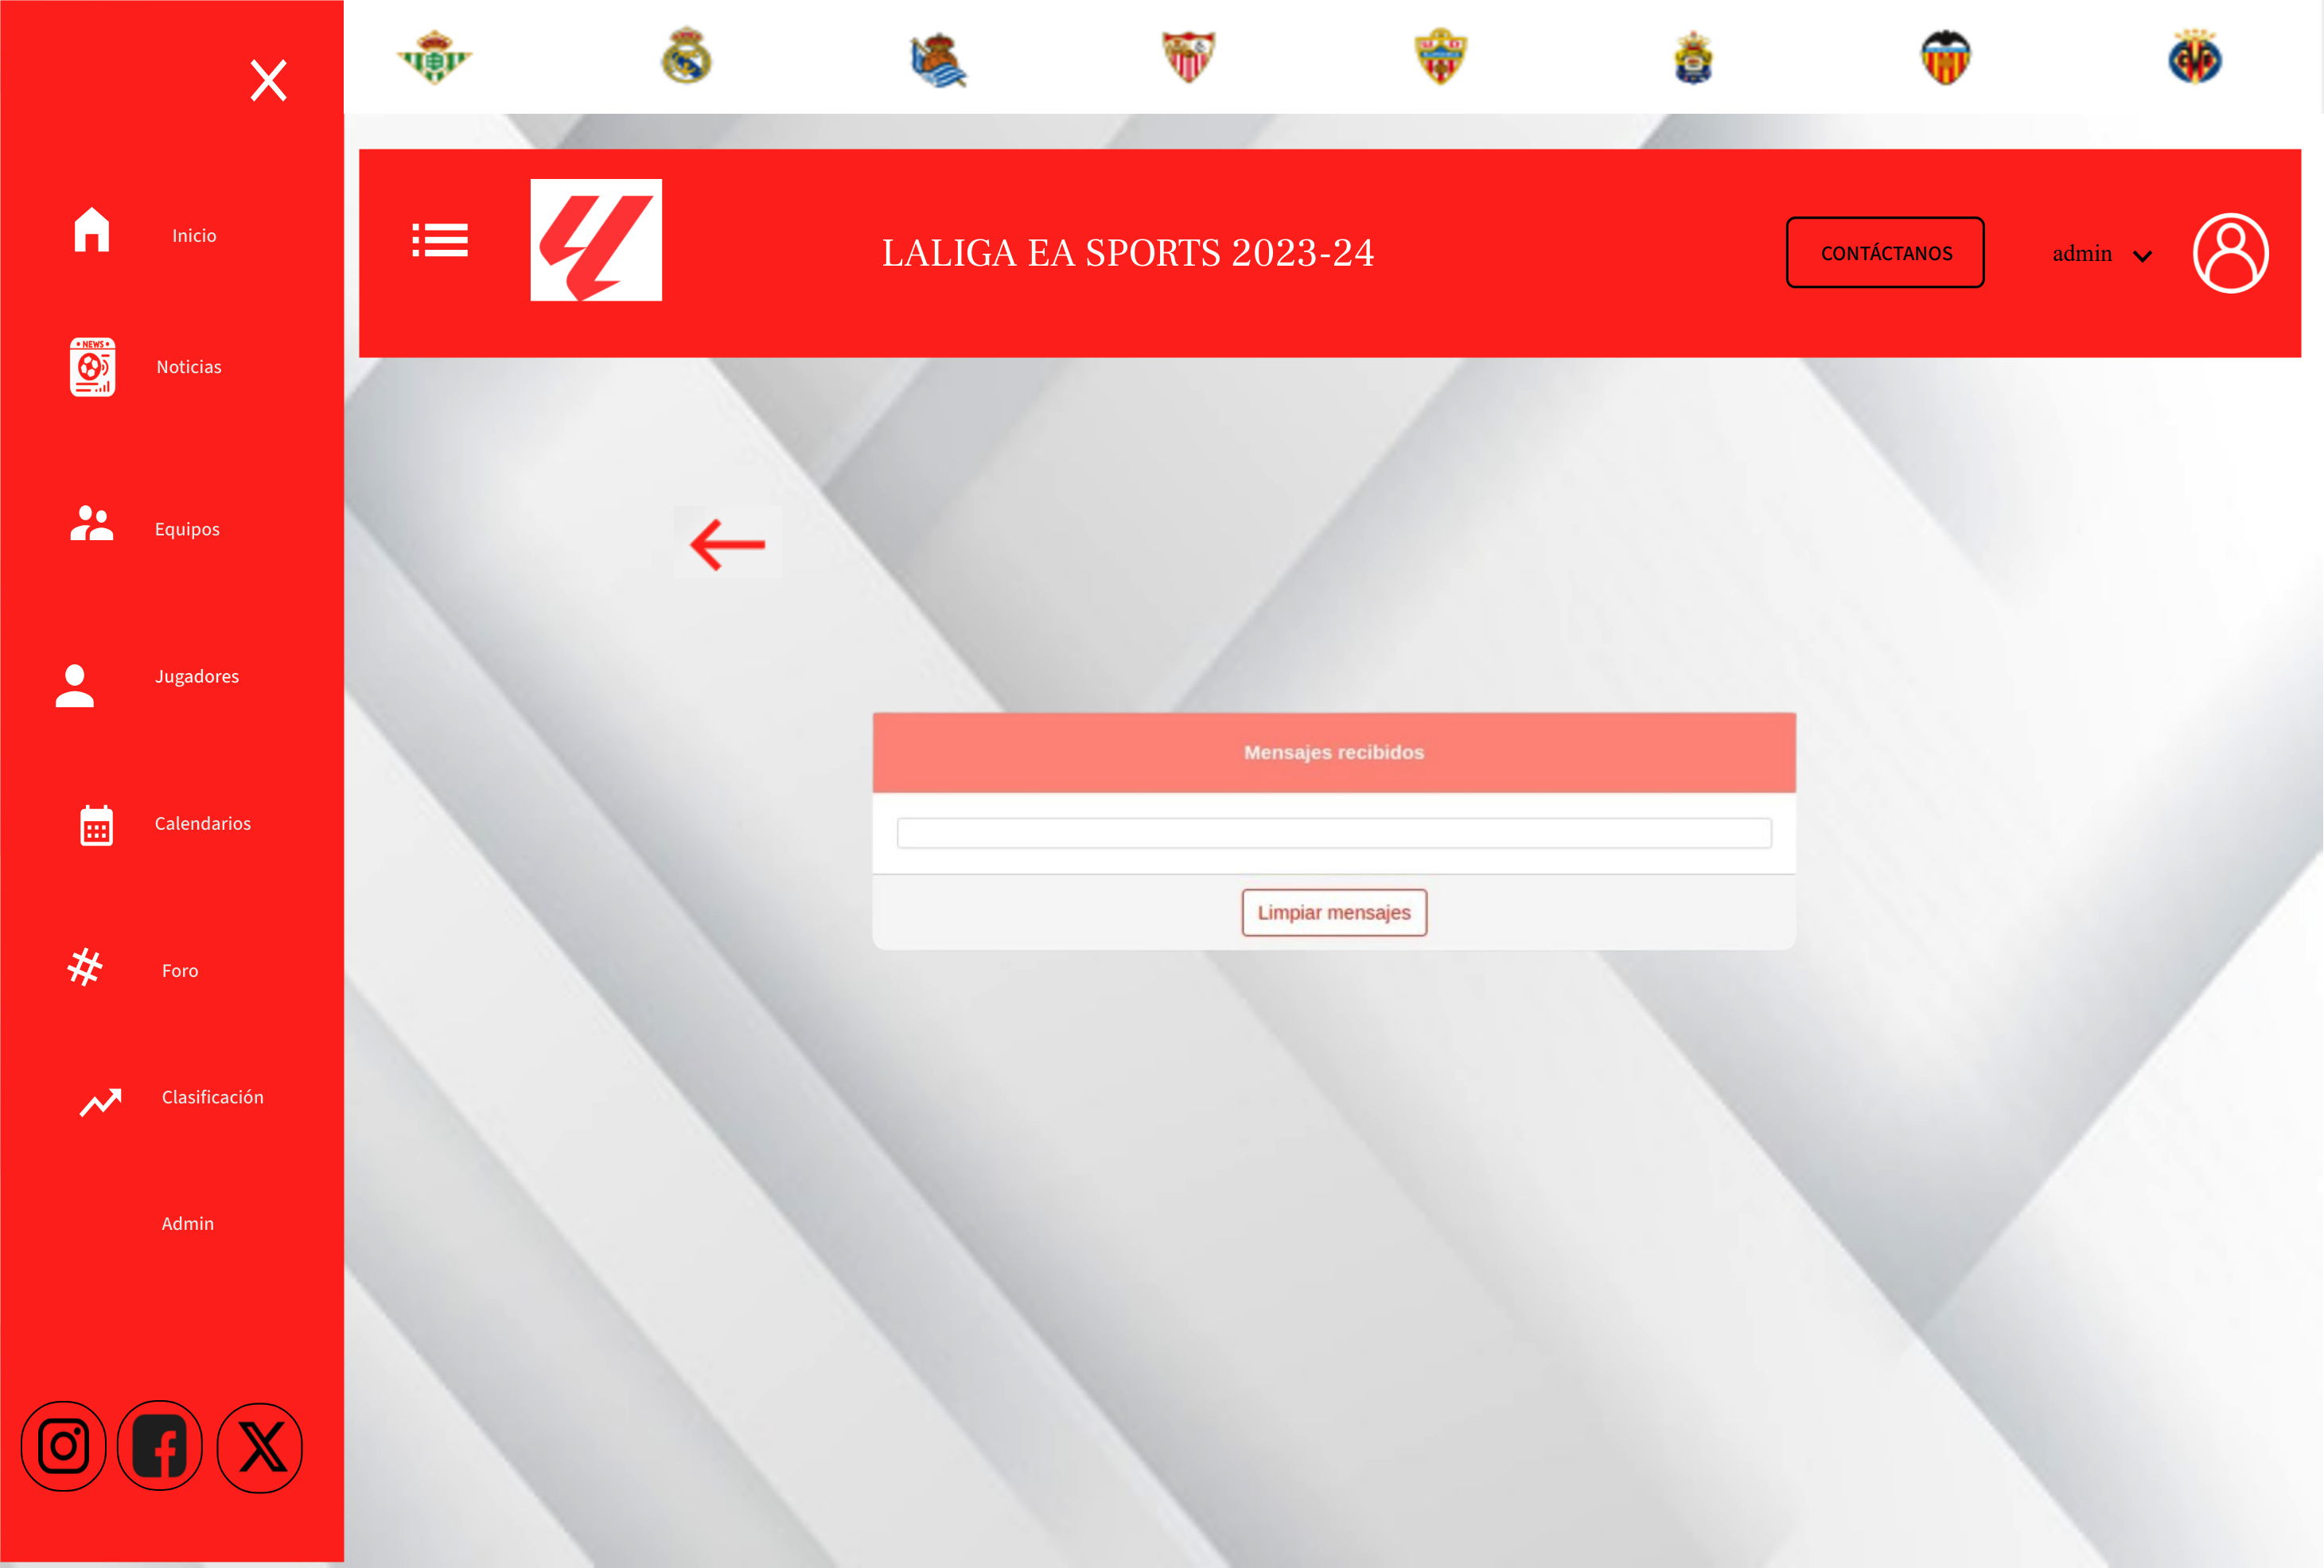 LALIGA EA SPORTS 2023-24
CONTÁCTANOS
admin
Inicio
NEWS
Noticias
Equipos
Jugadores
Calendarios
Foro
Clasificación
Admin
Mensajes recibidos
Limpiar mensajes